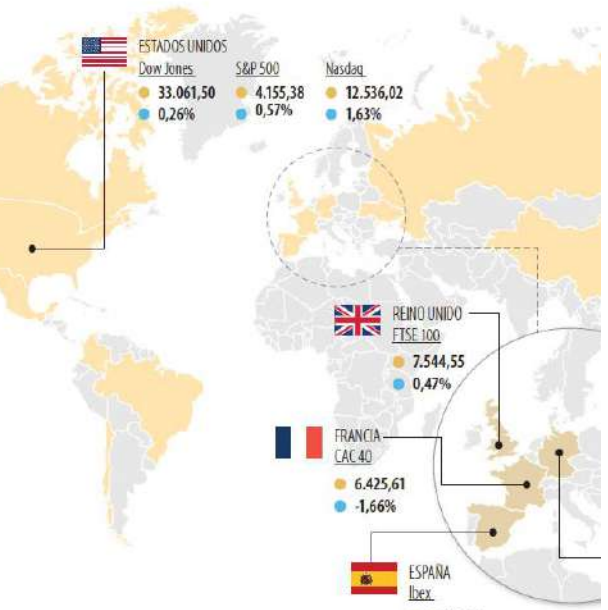 ESTADOS UNIDOS
Dow Jones S&P 500 Nasdaq
33.061,50 4.155,38 12.536,02
0,26% 0,57% 1,63%
REINO UNIDO
FTSE 100
7.544,55
0,47%
FRANCIA
CAC 40
6.425,61
-1,66%
ESPAÑA
Ibex